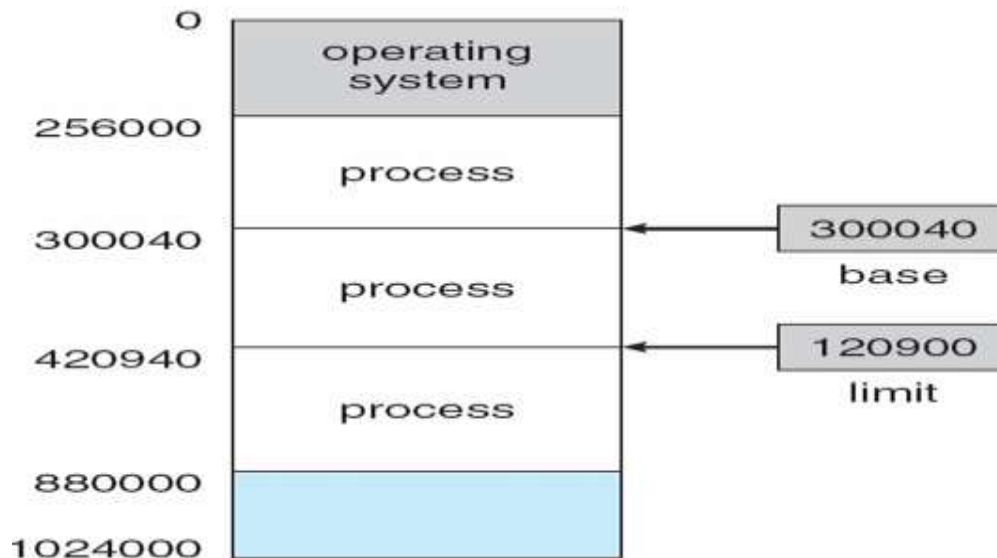 0
operating
system
256000
process
300040
300040
base
process
420940
120900
limit
process
880000
1024000